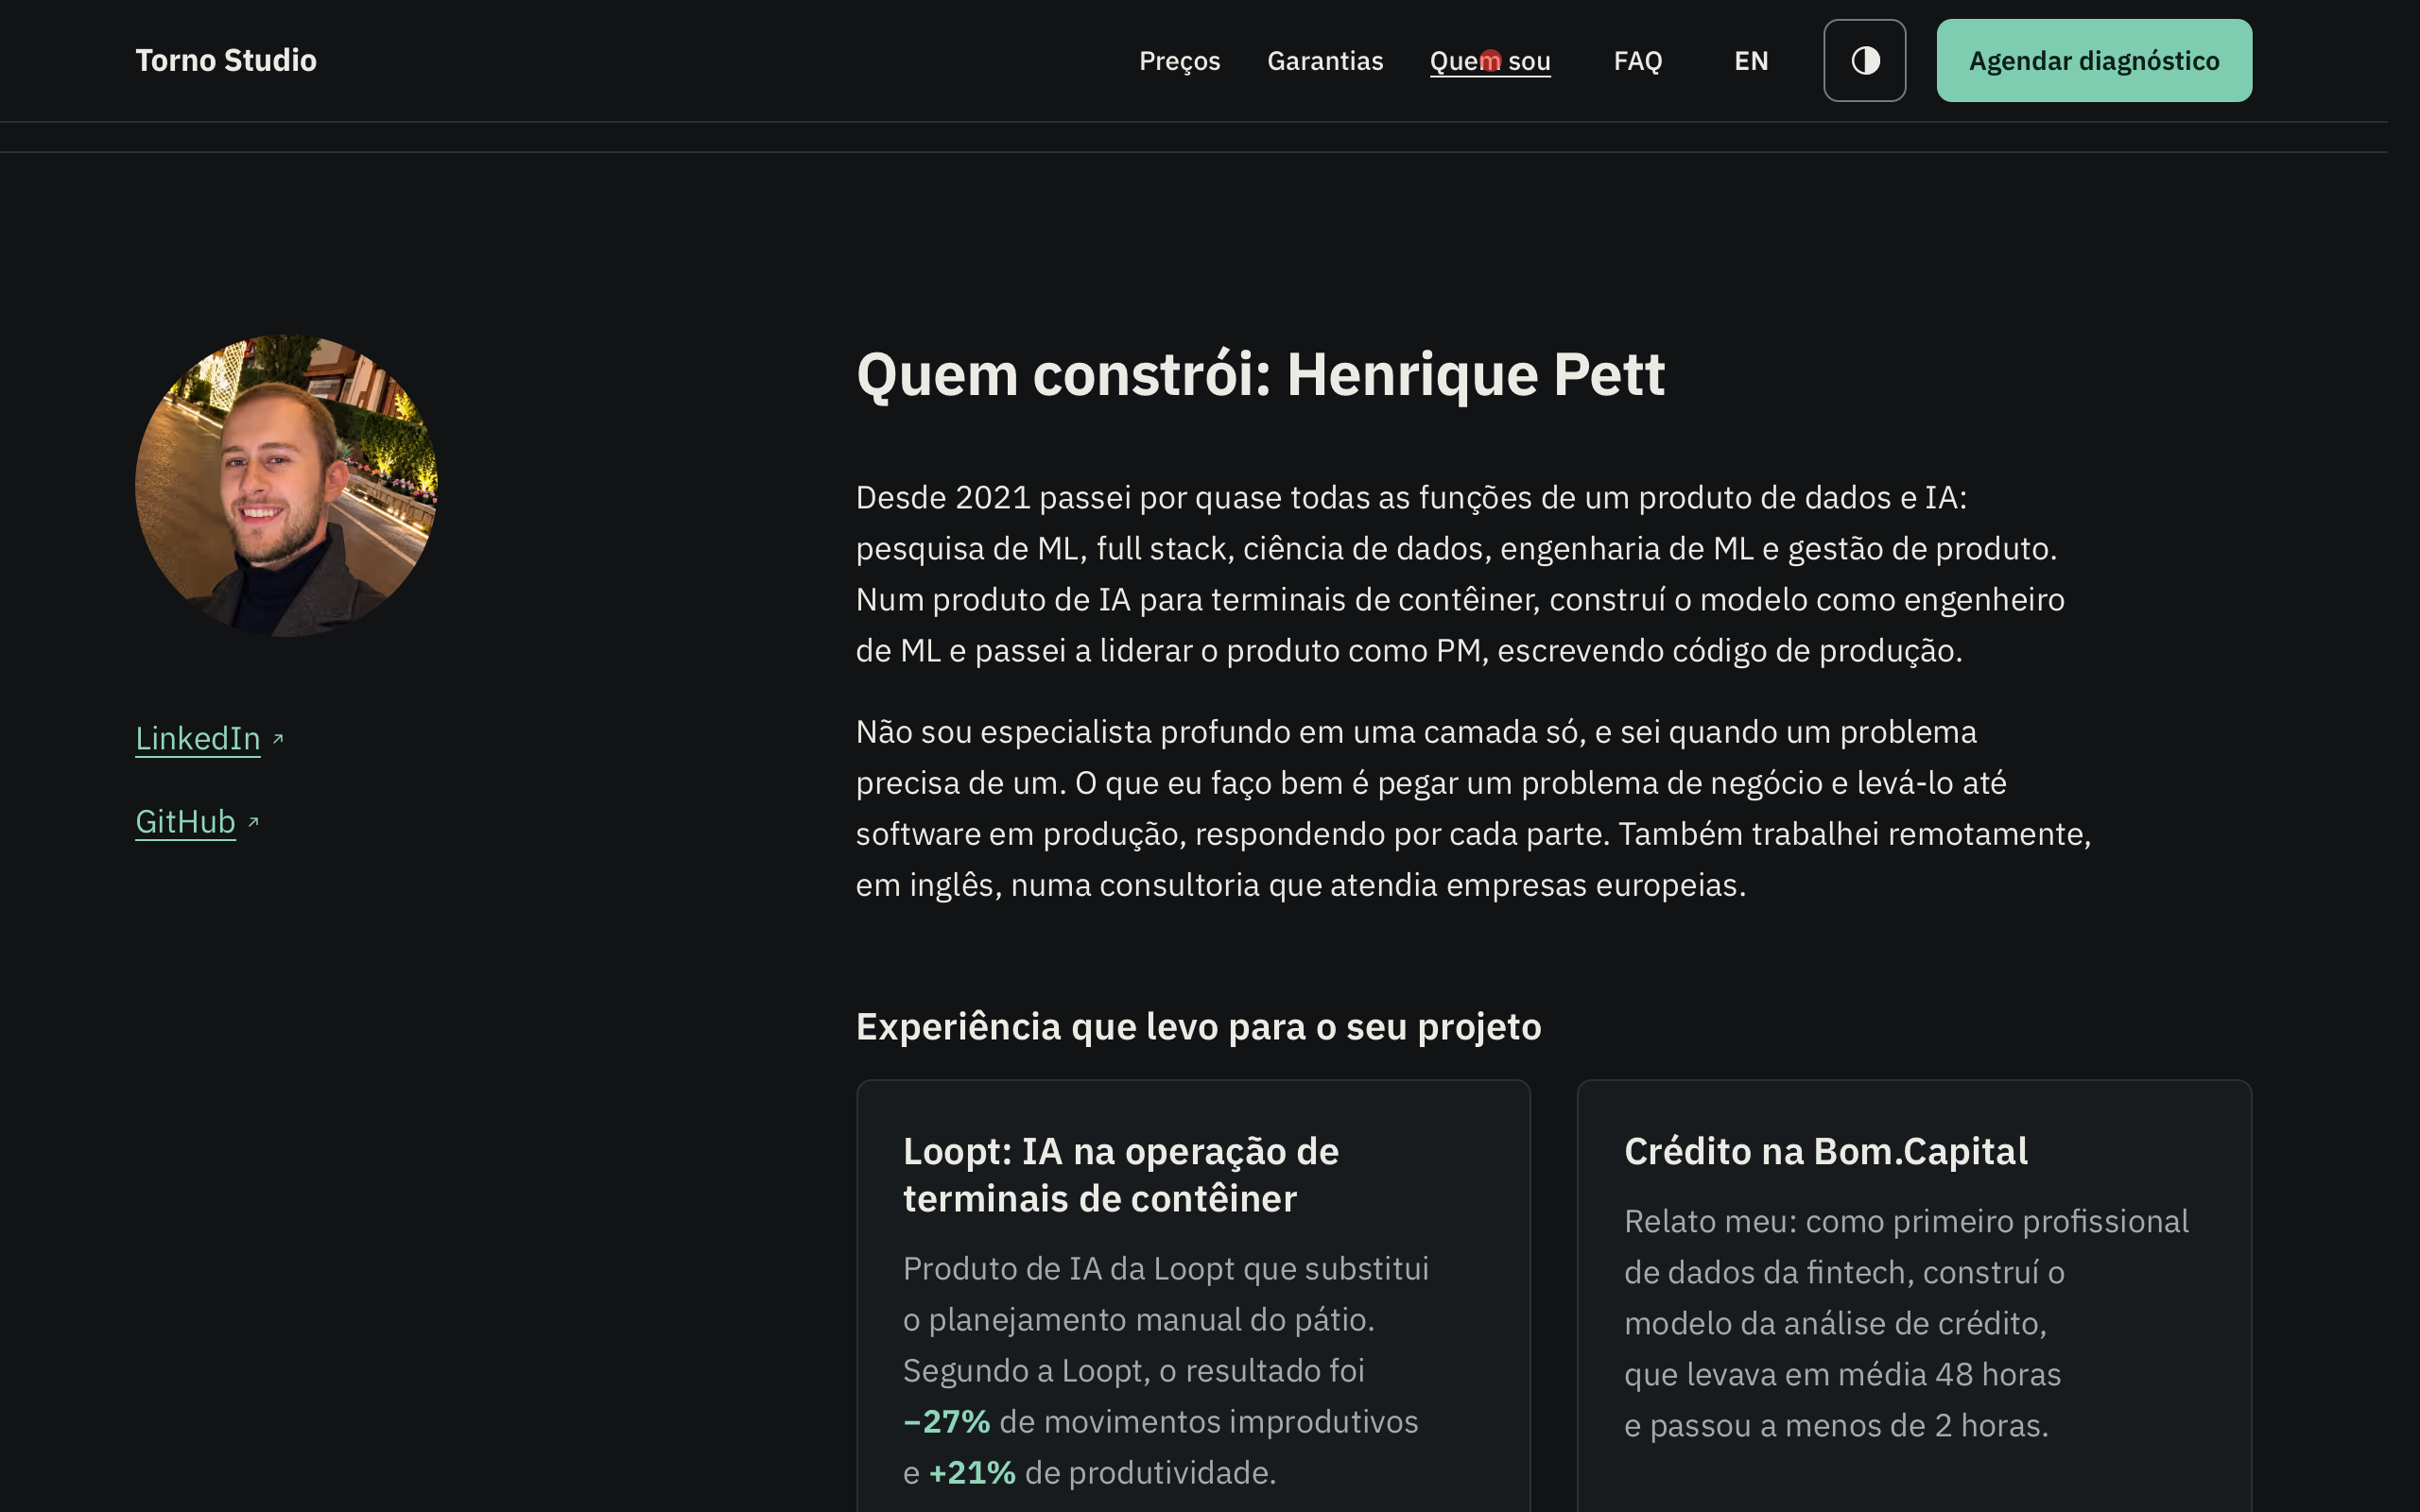 Torno Studio
Preços
Garantias
Quem sou
FAQ
EN
Agendar diagnóstico
Quem constrói: Henrique Pett
Desde 2021 passei por quase todas as funções de um produto de dados e IA:
pesquisa de ML, full stack, ciência de dados, engenharia de ML e gestão de produto.
Num produto de IA para terminais de contêiner, construí o modelo como engenheiro
de ML e passei a liderar o produto como PM, escrevendo código de produção.
Não sou especialista profundo em uma camada só, e sei quando um problema
precisa de um. O que eu faço bem é pegar um problema de negócio e levá-lo até
software em produção, respondendo por cada parte. Também trabalhei remotamente,
em inglês, numa consultoria que atendia empresas europeias.
LinkedIn ↗
GitHub ↗
Experiência que levo para o seu projeto
Loopt: IA na operação de
terminais de contêiner
Produto de IA da Loopt que substitui
o planejamento manual do pátio.
Segundo a Loopt, o resultado foi
−27% de movimentos improdutivos
e +21% de produtividade.
Crédito na Bom.Capital
Relato meu: como primeiro profissional
de dados da fintech, construí o
modelo da análise de crédito,
que levava em média 48 horas
e passou a menos de 2 horas.